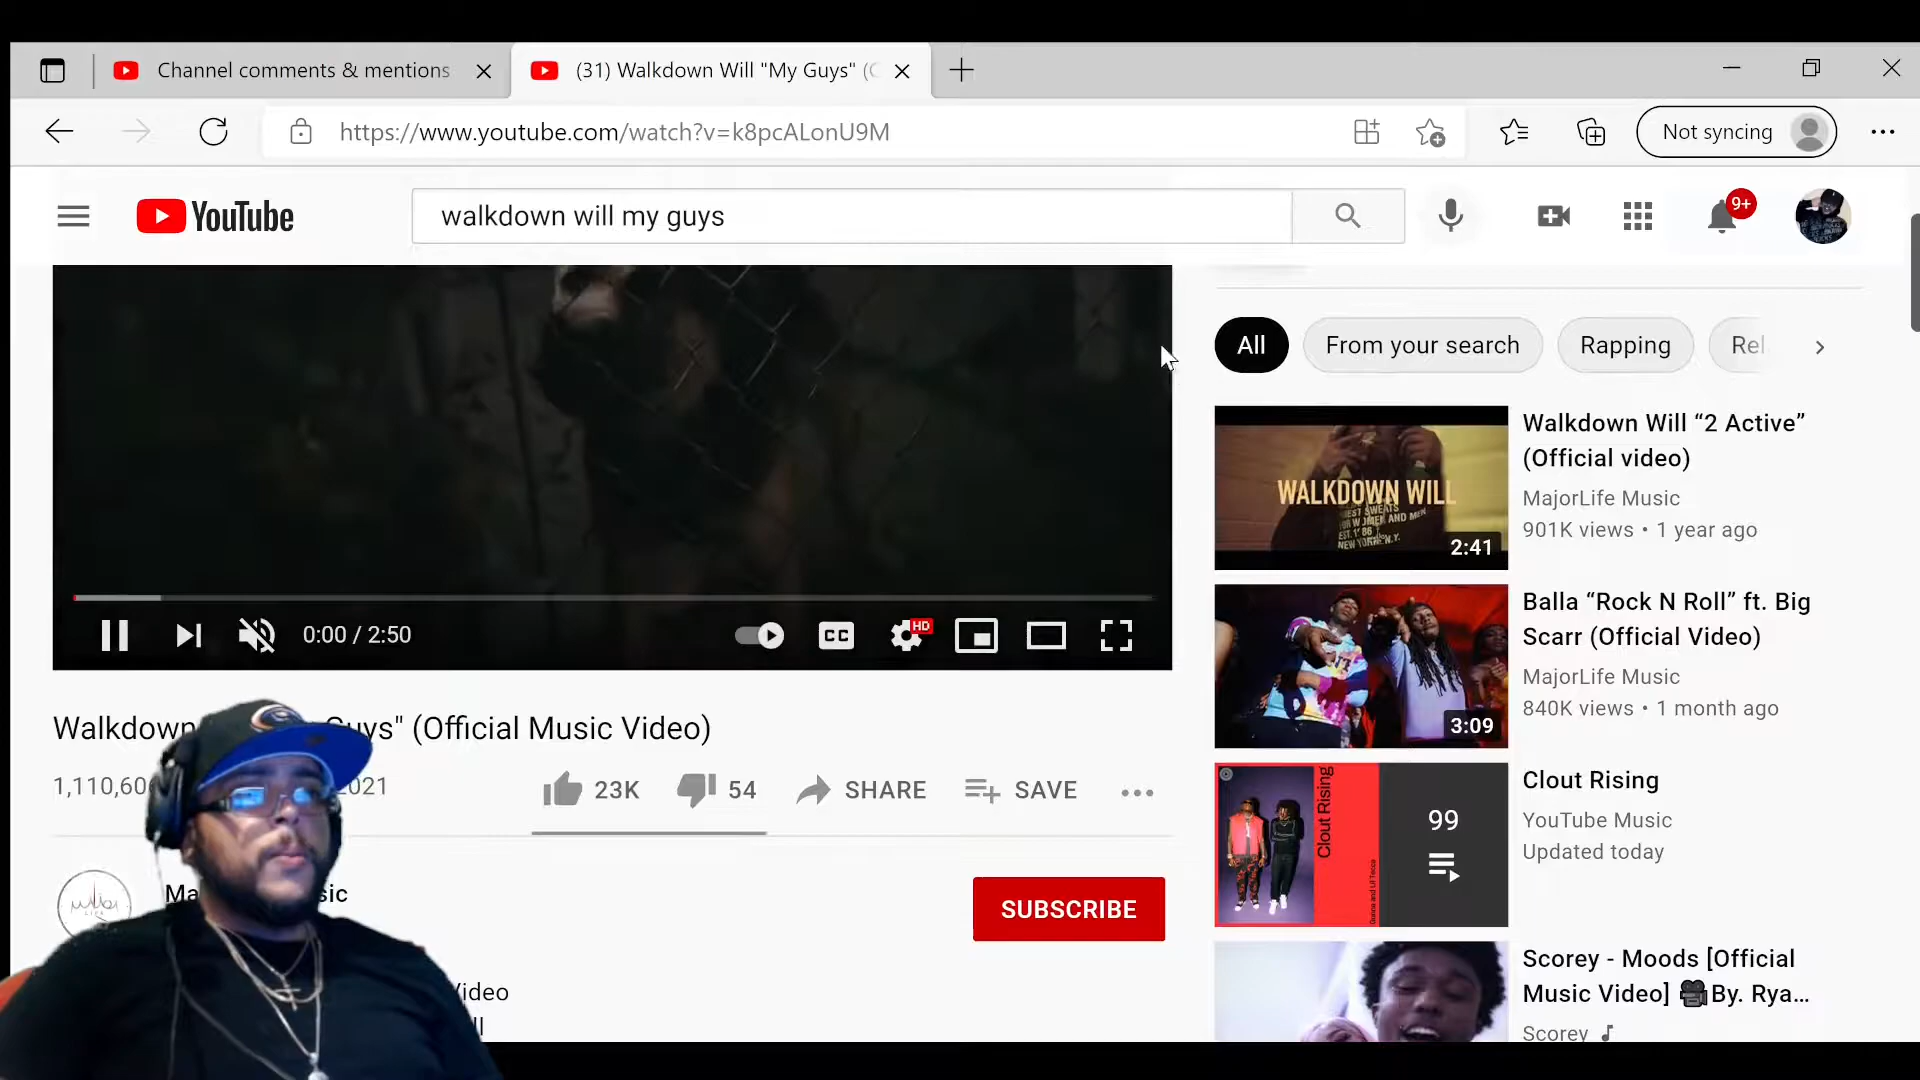 Channel comments & mentions
(31) Walkdown Will "My Guys" (
https://www.youtube.com/watch?v=k8pcALonU9M
Not syncing
YouTube
walkdown will my guys
9+
All
From your search
Rapping
Rel
WALKDOWN WILL
2:41
Walkdown Will “2 Active”
(Official video)
MajorLife Music
901K views • 1 year ago
HD
CC
0:00 / 2:50
3:09
Balla “Rock N Roll” ft. Big
Scarr (Official Video)
MajorLife Music
840K views • 1 month ago
Walkdown uys" (Official Music Video)
1,110,60 2021
23K
54
SHARE
SAVE
Clout Rising
99
Clout Rising
YouTube Music
Updated today
Ma sic
SUBSCRIBE
Video
ll
Scorey - Moods [Official
Music Video] 🎥By. Rya...
Scorey ♪